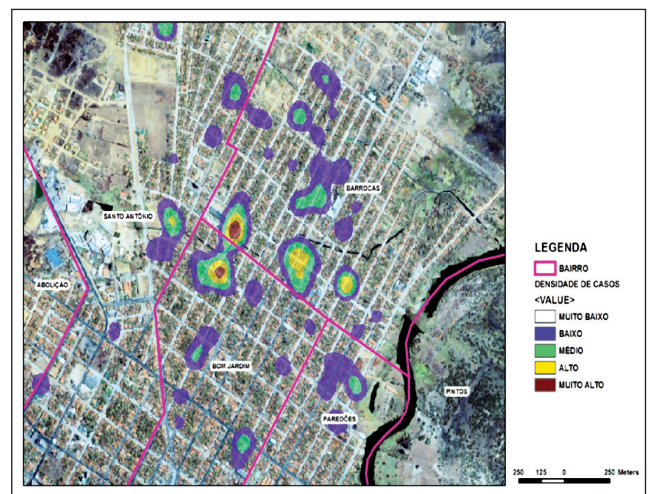 BARROCAS
SANTO ANTÔNIO
ABOLIÇÃO
BOM JARDIM
PAREDÕES
PINTOS
LEGENDA
BAIRRO
DENSIDADE DE CASOS
<VALUE>
MUITO BAIXO
BAIXO
MÉDIO
ALTO
MUITO ALTO
250 125 0 250 Meters